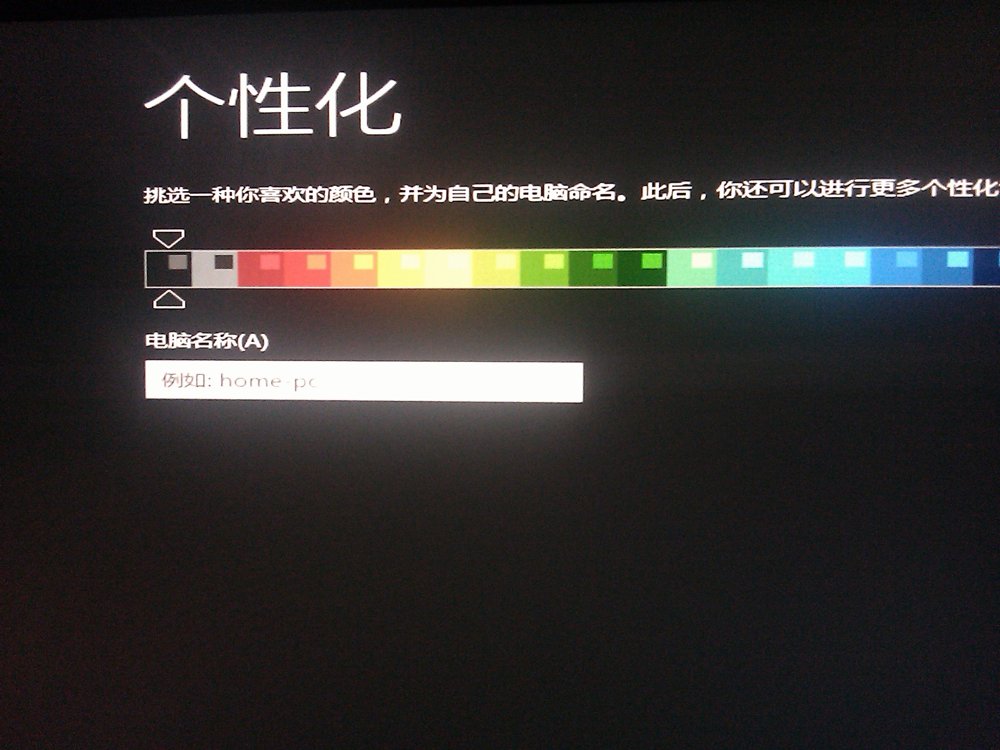 个性化
挑选一种你喜欢的颜色，并为自己的电脑命名。此后，你还可以进行更多个性化
电脑名称(A)
例如: home-pc